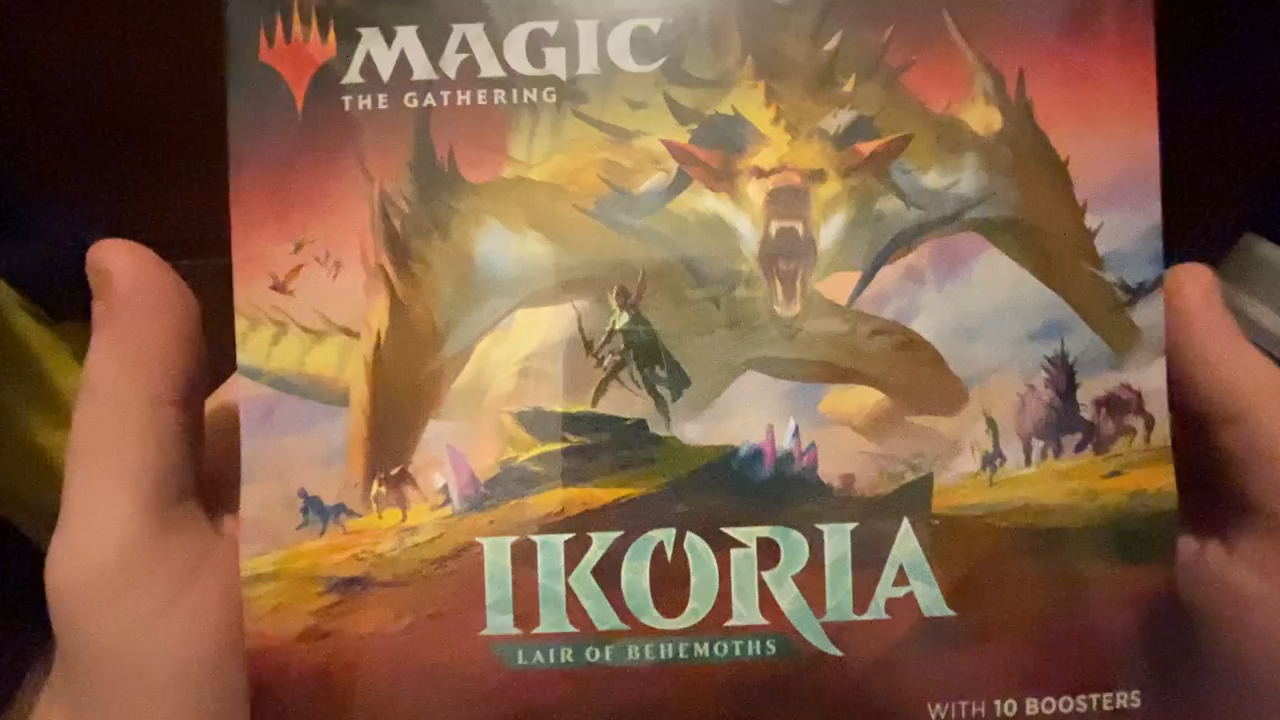 MAGIC
THE GATHERING
IKORIA
LAIR OF BEHEMOTHS
WITH 10 BOOSTERS